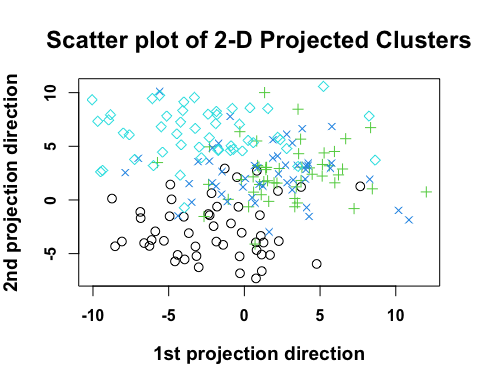 Scatter plot of 2-D Projected Clusters
2nd projection direction
10
5
0
-5
-10 -5 0 5 10
1st projection direction